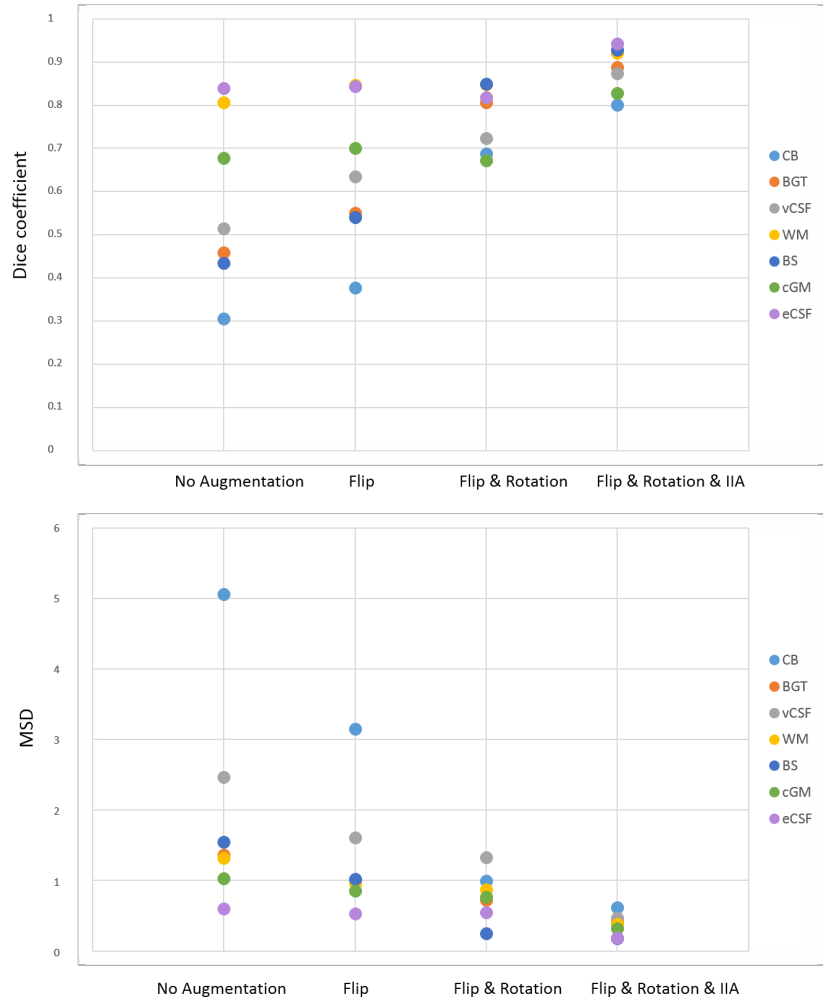 1
0.9
0.8
0.7
0.6
0.5
0.4
0.3
0.2
0.1
0
Dice coefficient
No Augmentation Flip Flip & Rotation Flip & Rotation & IIA
CB
BGT
vCSF
WM
BS
cGM
eCSF
6
5
4
3
2
1
0
MSD
No Augmentation Flip Flip & Rotation Flip & Rotation & IIA
CB
BGT
vCSF
WM
BS
cGM
eCSF